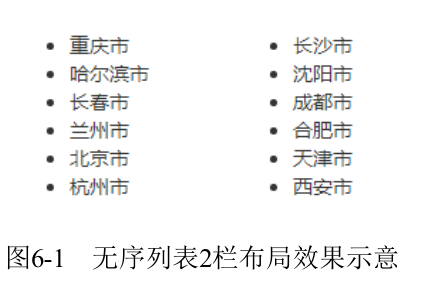 • 重庆市
• 哈尔滨市
• 长春市
• 兰州市
• 北京市
• 杭州市
• 长沙市
• 沈阳市
• 成都市
• 合肥市
• 天津市
• 西安市
图6-1 无序列表2栏布局效果示意